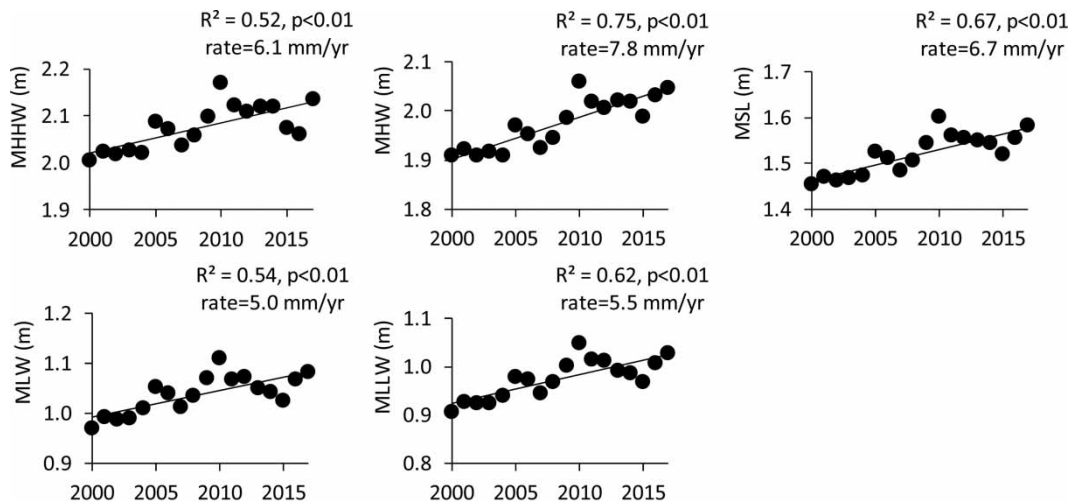 R² = 0.52, p<0.01
rate=6.1 mm/yr
MHHW (m)
2.2
2.1
2.0
1.9
2000 2005 2010 2015
R² = 0.75, p<0.01
rate=7.8 mm/yr
MHW (m)
2.1
2.0
1.9
1.8
2000 2005 2010 2015
R² = 0.67, p<0.01
rate=6.7 mm/yr
MSL (m)
1.7
1.6
1.5
1.4
2000 2005 2010 2015
R² = 0.54, p<0.01
rate=5.0 mm/yr
MLW (m)
1.2
1.1
1.0
0.9
2000 2005 2010 2015
R² = 0.62, p<0.01
rate=5.5 mm/yr
MLLW (m)
1.1
1.0
0.9
0.8
2000 2005 2010 2015